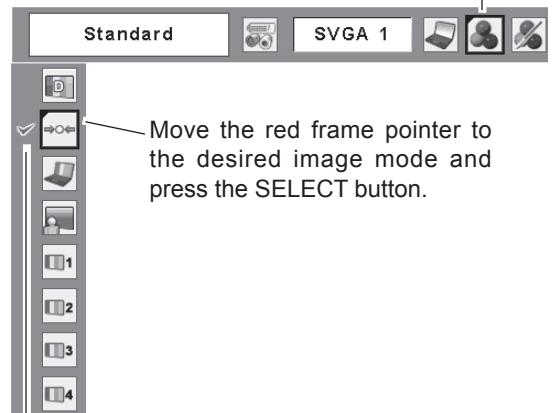 Standard
SVGA 1
D
Move the red frame pointer to
the desired image mode and
press the SELECT button.
1
2
3
4